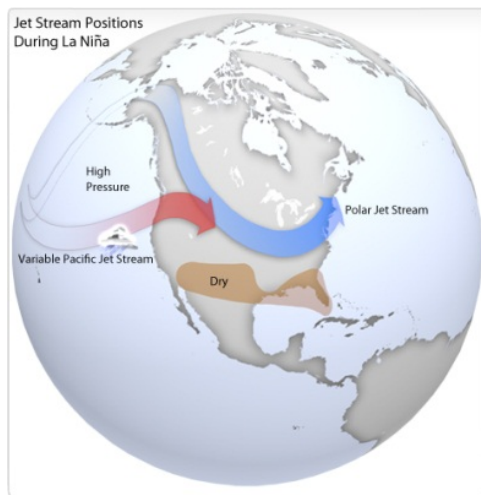 Jet Stream Positions
During La Niña
High
Pressure
Polar Jet Stream
Variable Pacific Jet Stream
Dry